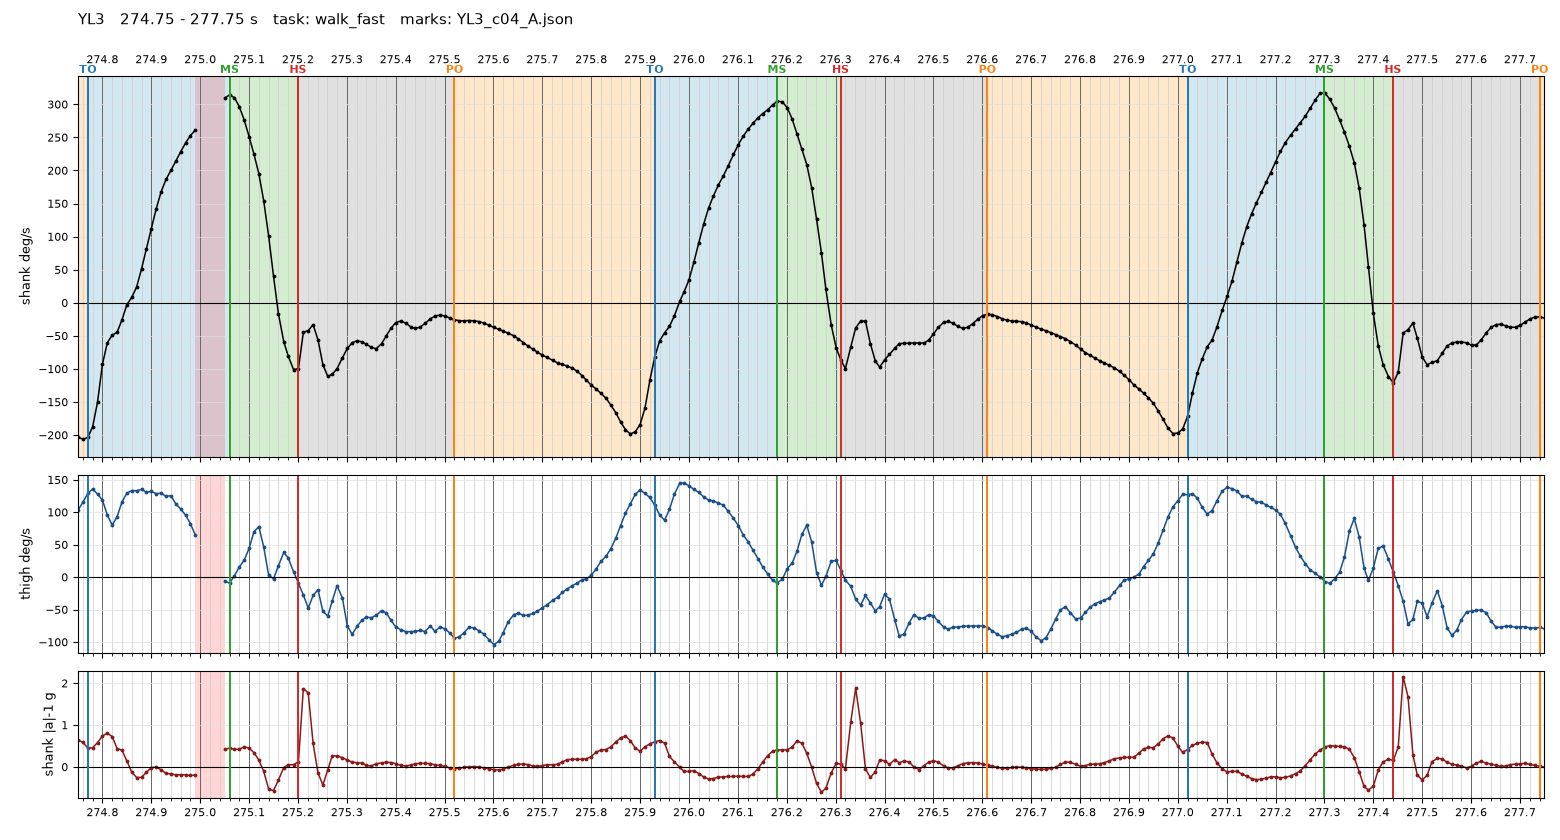 YL3   274.75 - 277.75 s   task: walk_fast   marks: YL3_c04_A.json
274.8 274.9 275.0 275.1 275.2 275.3 275.4 275.5 275.6 275.7 275.8 275.9 276.0 276.1 276.2 276.3 276.4 276.5 276.6 276.7 276.8 276.9 277.0 277.1 277.2 277.3 277.4 277.5 277.6 277.7
TO MS HS PO TO MS HS PO TO MS HS PO
shank deg/s
300
250
200
150
100
50
0
−50
−100
−150
−200
thigh deg/s
150
100
50
0
−50
−100
shank |a|-1 g
2
1
0
274.8 274.9 275.0 275.1 275.2 275.3 275.4 275.5 275.6 275.7 275.8 275.9 276.0 276.1 276.2 276.3 276.4 276.5 276.6 276.7 276.8 276.9 277.0 277.1 277.2 277.3 277.4 277.5 277.6 277.7